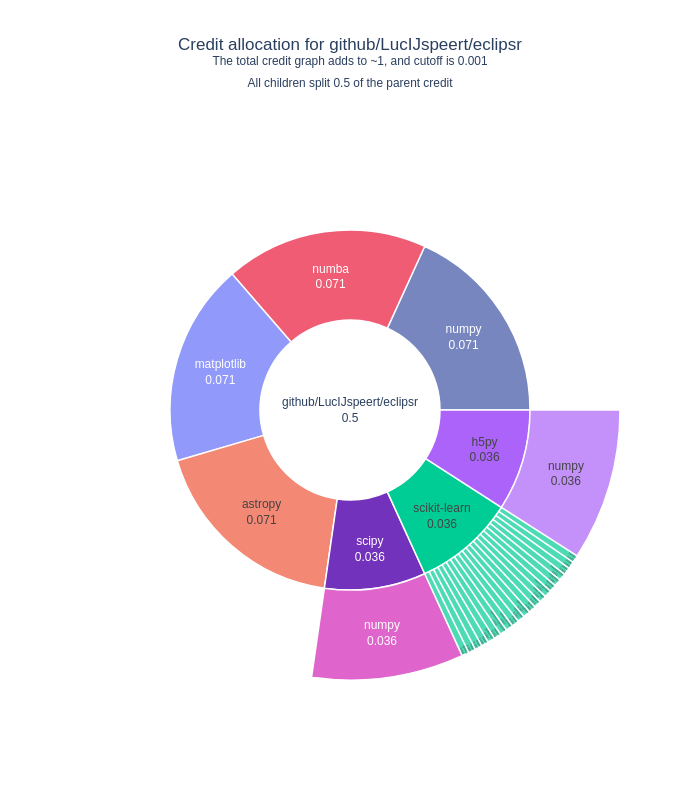 Credit allocation for github/LucIJspeert/eclipsr
The total credit graph adds to ~1, and cutoff is 0.001
All children split 0.5 of the parent credit
numba
0.071
numpy
0.071
matplotlib
0.071
github/LucIJspeert/eclipsr
0.5
h5py
0.036
numpy
0.036
astropy
0.071
scikit-learn
0.036
scipy
0.036
numpy
0.036